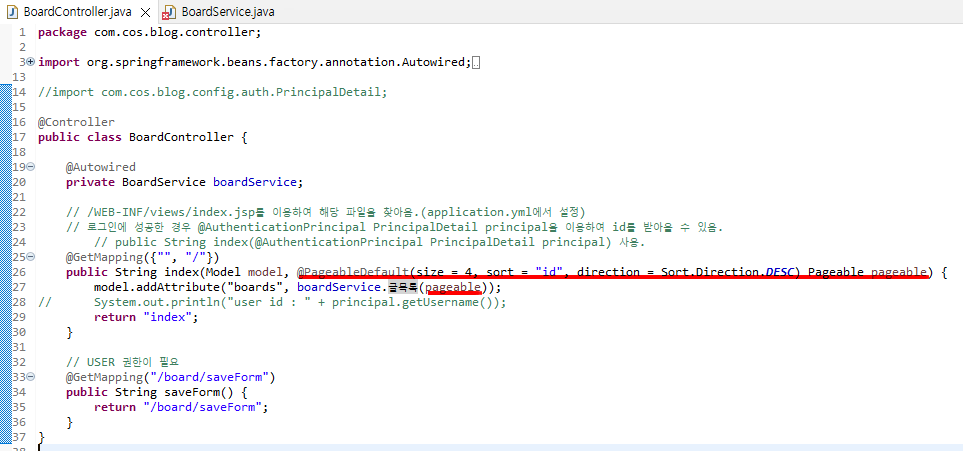 BoardController.java
BoardService.java
1 package com.cos.blog.controller;
2
3 import org.springframework.beans.factory.annotation.Autowired;
13
14 //import com.cos.blog.config.auth.PrincipalDetail;
15
16 @Controller
17 public class BoardController {
18
19 @Autowired
20 private BoardService boardService;
21
22 // /WEB-INF/views/index.jsp를 이용하여 해당 파일을 찾아옴.(application.yml에서 설정)
23 // 로그인에 성공한 경우 @AuthenticationPrincipal PrincipalDetail principal을 이용하여 id를 받아올 수 있음.
24 // public String index(@AuthenticationPrincipal PrincipalDetail principal) 사용.
25 @GetMapping({"", "/"})
26 public String index(Model model, @PageableDefault(size = 4, sort = "id", direction = Sort.Direction.DESC) Pageable pageable) {
27 model.addAttribute("boards", boardService.글목록(pageable));
28 // System.out.println("user id : " + principal.getUsername());
29 return "index";
30 }
31
32 // USER 권한이 필요
33 @GetMapping("/board/saveForm")
34 public String saveForm() {
35 return "/board/saveForm";
36 }
37 }
38